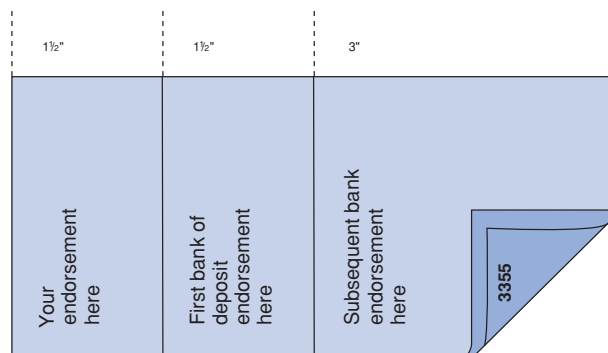 1½"
1½"
3"
Your
endorsement
here
First bank of
deposit
endorsement
here
Subsequent bank
endorsement
here
3355